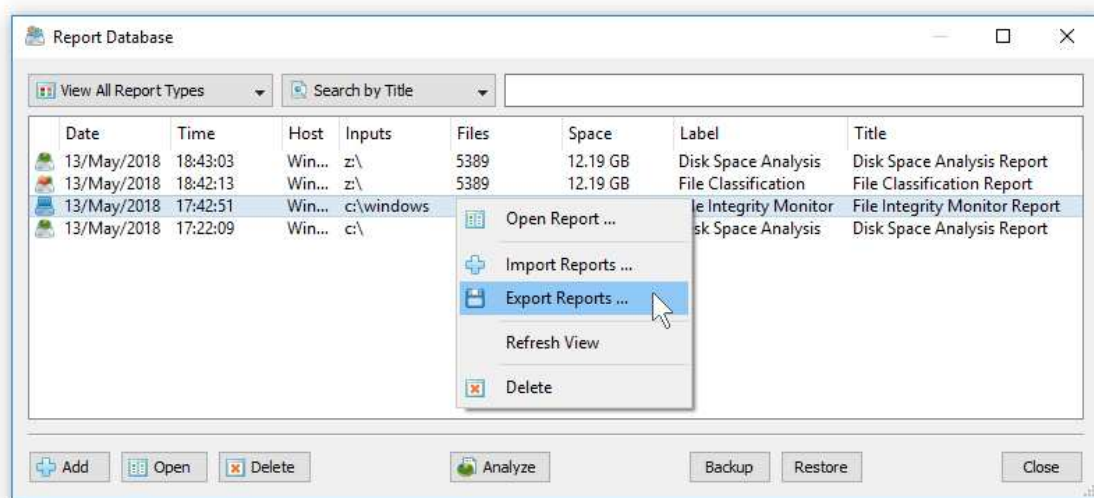 Report Database
View All Report Types Search by Title
Date Time Host Inputs Files Space Label Title
13/May/2018 18:43:03 Win... z:\ 5389 12.19 GB Disk Space Analysis Disk Space Analysis Report
13/May/2018 18:42:13 Win... z:\ 5389 12.19 GB File Classification File Classification Report
13/May/2018 17:42:51 Win... c:\windows le Integrity Monitor File Integrity Monitor Report
13/May/2018 17:22:09 Win... c:\ sk Space Analysis Disk Space Analysis Report
Open Report ...
Import Reports ...
Export Reports ...
Refresh View
Delete
Add Open Delete Analyze Backup Restore Close